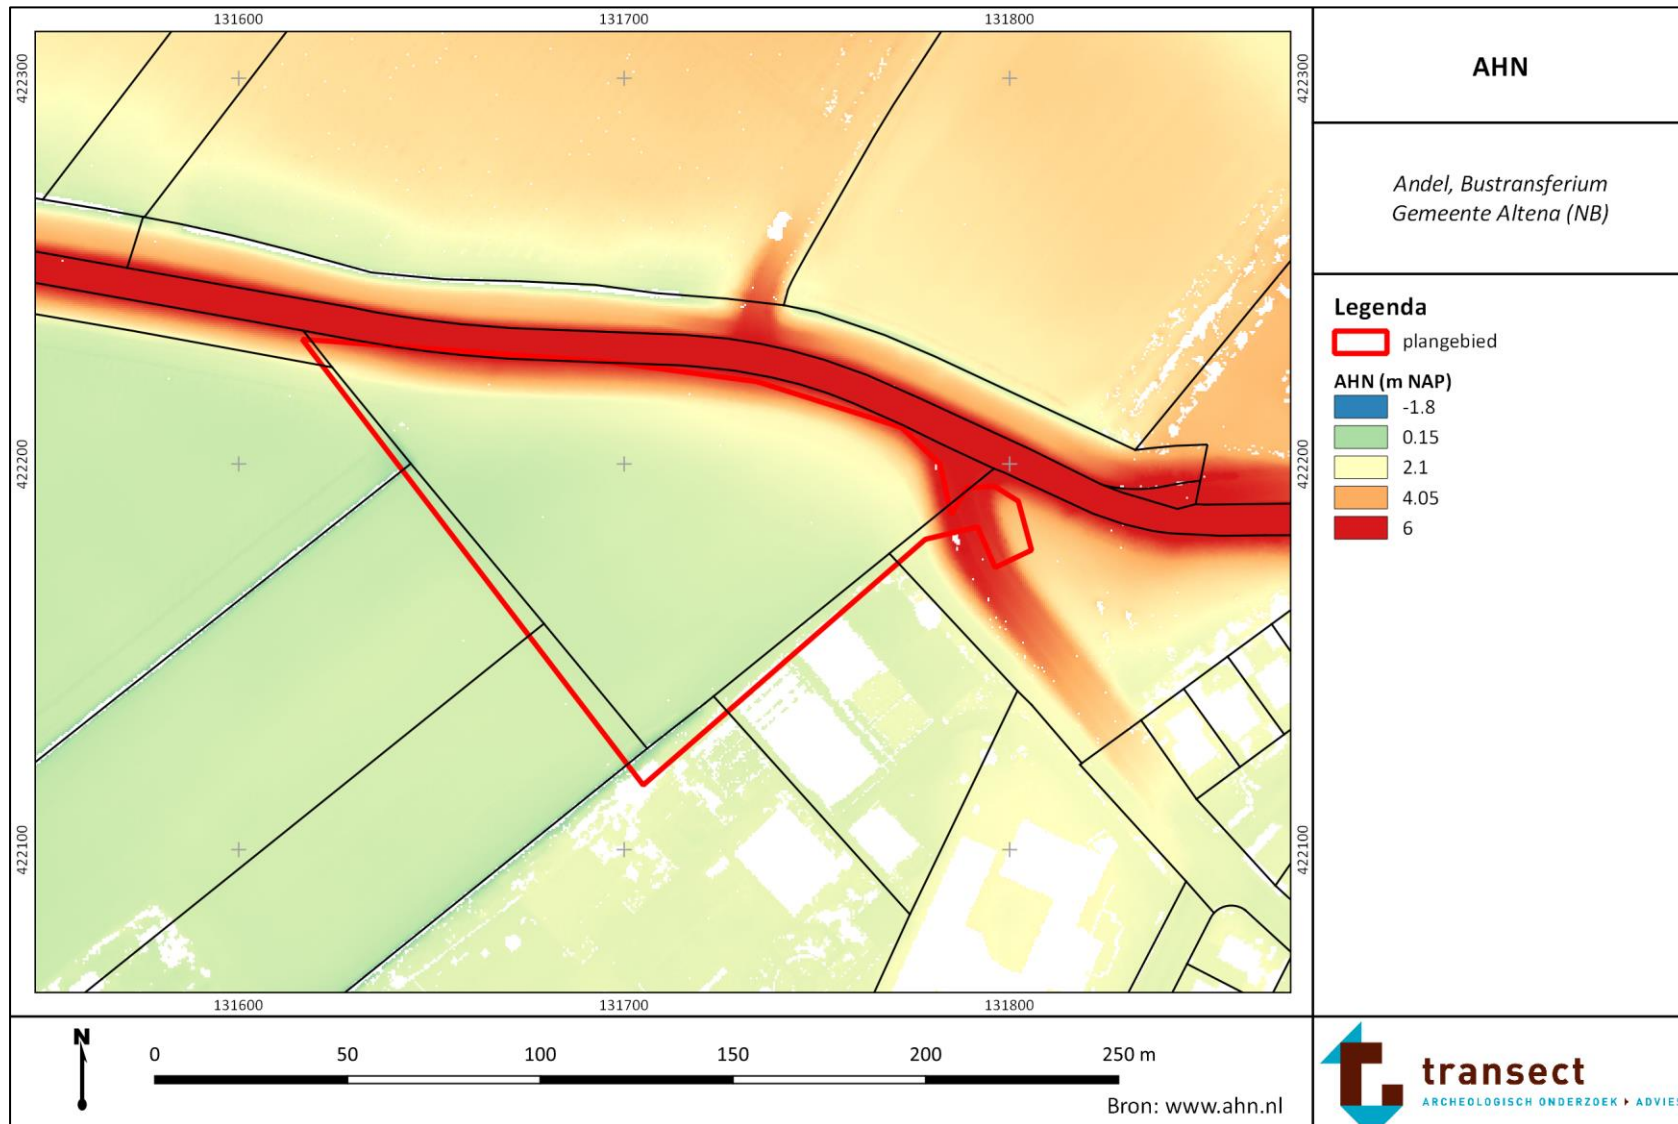 131600 131700 131800
422300 422300
422200 422200
422100 422100
131600 131700 131800
AHN
Andel, Bustransferium
Gemeente Altena (NB)
Legenda
plangebied
AHN (m NAP)
-1.8
0.15
2.1
4.05
6
N
0 50 100 150 200 250 m
Bron: www.ahn.nl
transect
ARCHEOLOGISCH ONDERZOEK ▸ ADVIES